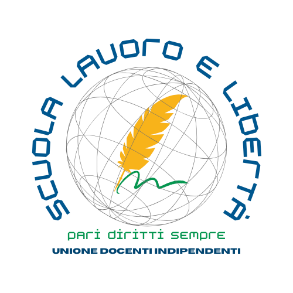 SCUOLA LAVORO E LIBERTÀ
PARI DIRITTI SEMPRE
UNIONE DOCENTI INDIPENDENTI